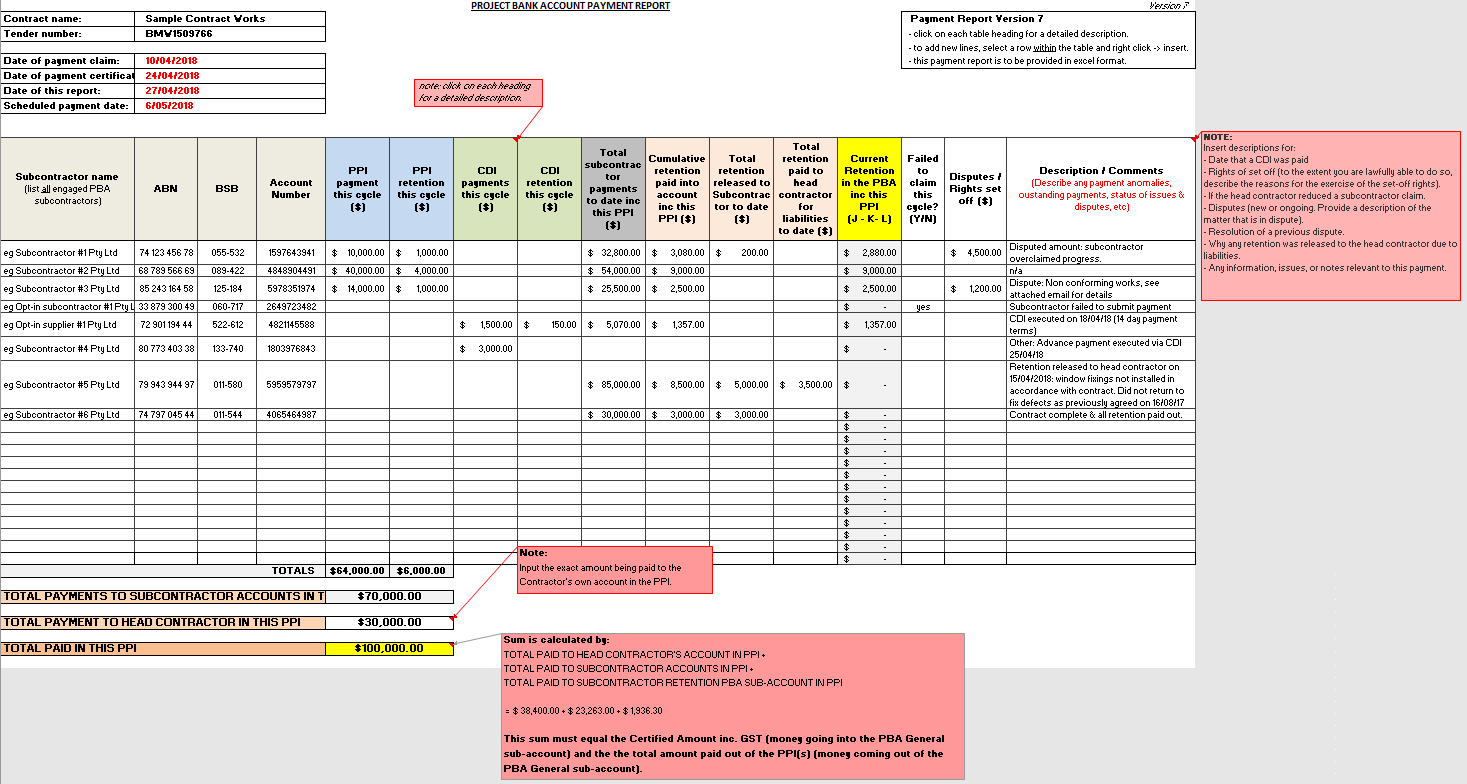 PROJECT BANK ACCOUNT PAYMENT REPORT
Version 7
Contract name: Sample Contract Works
Tender number: BMW1509766
Payment Report Version 7
- click on each table heading for a detailed description.
- to add new lines, select a row within the table and right click -> insert.
- this payment report is to be provided in excel format.
Date of payment claim: 10/04/2018
Date of payment certificat 24/04/2018
Date of this report: 27/04/2018
Scheduled payment date: 6/05/2018
note: click on each heading
for a detailed description.
Subcontractor name
(list all engaged PBA
subcontractors)
ABN
BSB
Account
Number
PPI
payment
this cycle
($)
PPI
retention
this cycle
($)
CDI
payments
this cycle
($)
CDI
retention
this cycle
($)
Total
subcontrac
tor
payments
to date inc
this PPI
($)
Cumulative
retention
paid into
account
inc this
PPI ($)
Total
retention
released to
Subcontrac
tor to date
($)
Total
retention
paid to
head
contractor
for
liabilities
to date ($)
Current
Retention
in the PBA
inc this
PPI
(J - K- L)
Failed
to
claim
this
cycle?
(Y/N)
Disputes /
Rights set
off ($)
Description / Comments
(Describe any payment anomalies,
oustanding payments, status of issues &
disputes, etc)
NOTE:
Insert descriptions for:
- Date that a CDI was paid
- Rights of set off (to the extent you are lawfully able to do so,
describe the reasons for the exercise of the set-off rights).
- If the head contractor reduced a subcontractor claim.
- Disputes (new or ongoing. Provide a description of the
matter that is in dispute).
- Resolution of a previous dispute.
- Why any retention was released to the head contractor due to
liabilities.
- Any information, issues, or notes relevant to this payment.
eg Subcontractor #1 Pty Ltd 74 123 456 78 055-532 1597643941 $ 10,000.00 $ 1,000.00 $ 32,800.00 $ 3,080.00 $ 200.00 $ 2,880.00 $ 4,500.00 Disputed amount: subcontractor
overclaimed progress.
eg Subcontractor #2 Pty Ltd 68 789 566 69 089-422 4848904491 $ 40,000.00 $ 4,000.00 $ 54,000.00 $ 9,000.00 $ 9,000.00 n/a
eg Subcontractor #3 Pty Ltd 85 243 164 58 125-184 5978351974 $ 14,000.00 $ 1,000.00 $ 25,500.00 $ 2,500.00 $ 2,500.00 $ 1,200.00 Dispute: Non conforming works, see
attached email for details
eg Opt-in subcontractor #1 Pty L 33 879 300 49 060-717 2649723482 $ - yes Subcontractor failed to submit payment
eg Opt-in supplier #1 Pty Ltd 72 901 194 44 522-612 4821145588 $ 1,500.00 $ 150.00 $ 5,070.00 $ 1,357.00 $ 1,357.00 CDI executed on 18/04/18 (14 day payment
terms)
eg Subcontractor #4 Pty Ltd 80 773 403 38 133-740 1803976843 $ 3,000.00 $ - Other: Advance payment executed via CDI
25/04/18
eg Subcontractor #5 Pty Ltd 79 943 944 97 011-580 5959579797 $ 85,000.00 $ 8,500.00 $ 5,000.00 $ 3,500.00 $ - Retention released to head contractor on
15/04/2018: window fixings not installed in
accordance with contract. Did not return to
fix defects as previously agreed on 16/08/17
eg Subcontractor #6 Pty Ltd 74 797 045 44 011-544 4065464987 $ 30,000.00 $ 3,000.00 $ 3,000.00 $ - Contract complete & all retention paid out.
$ -
$ -
$ -
$ -
$ -
$ -
$ -
$ -
$ -
$ -
$ -
$ -
TOTALS $64,000.00 $6,000.00
Note:
Input the exact amount being paid to the
Contractor's own account in the PPI.
TOTAL PAYMENTS TO SUBCONTRACTOR ACCOUNTS IN T $70,000.00
TOTAL PAYMENT TO HEAD CONTRACTOR IN THIS PPI $30,000.00
TOTAL PAID IN THIS PPI $100,000.00
Sum is calculated by:
TOTAL PAID TO HEAD CONTRACTOR'S ACCOUNT IN PPI +
TOTAL PAID TO SUBCONTRACTOR ACCOUNTS IN PPI +
TOTAL PAID TO SUBCONTRACTOR RETENTION PBA SUB-ACCOUNT IN PPI
= $ 38,400.00 + $ 23,263.00 + $ 1,936.30
This sum must equal the Certified Amount inc. GST (money going into the PBA General
sub-account) and the the total amount paid out of the PPI(s) (money coming out of the
PBA General sub-account).